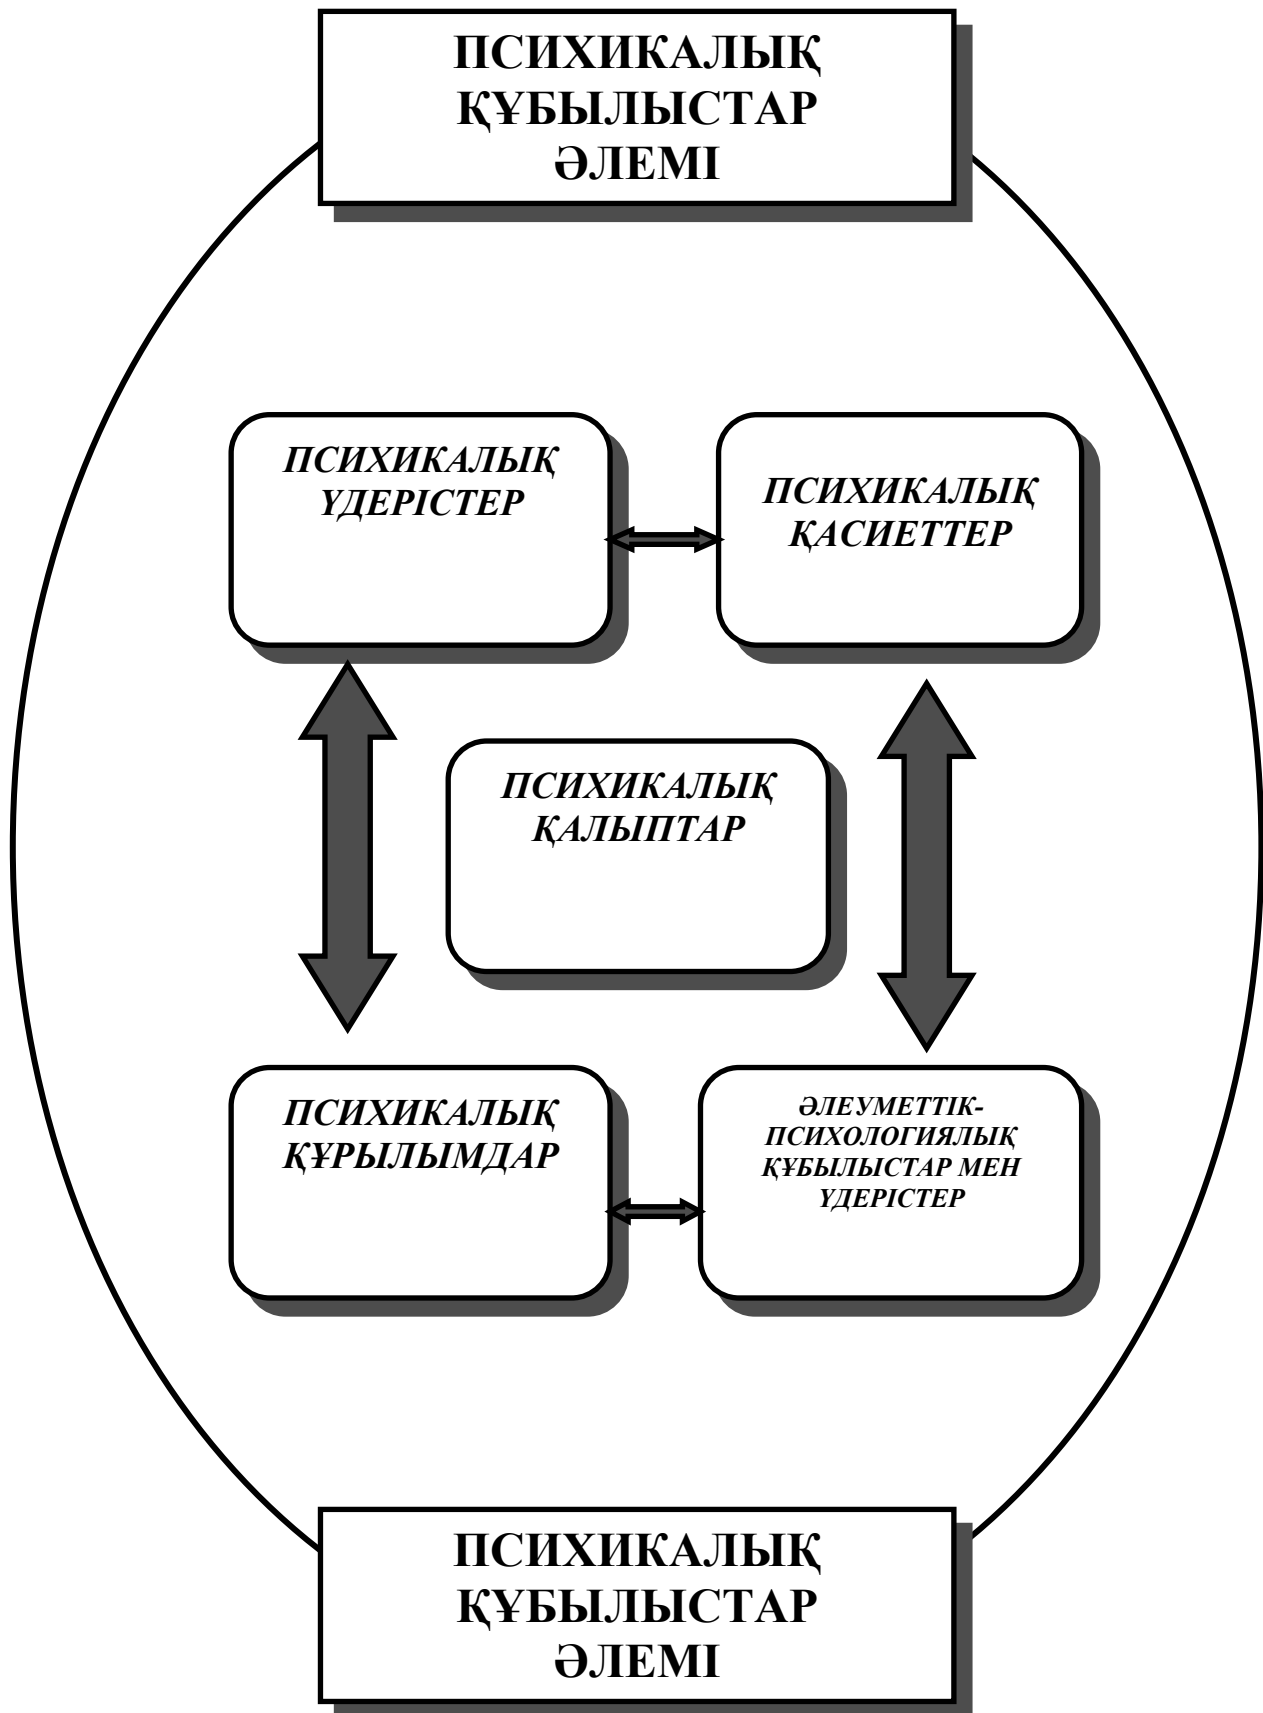 ПСИХИКАЛЫҚ
ҚҰБЫЛЫСТАР
ӘЛЕМІ
ПСИХИКАЛЫҚ
ҮДЕРІСТЕР
ПСИХИКАЛЫҚ
ҚАСИЕТТЕР
ПСИХИКАЛЫҚ
ҚАЛЫПТАР
ПСИХИКАЛЫҚ
ҚҰРЫЛЫМДАР
ӘЛЕУМЕТТІК-
ПСИХОЛОГИЯЛЫҚ
ҚҰБЫЛЫСТАР МЕН
ҮДЕРІСТЕР
ПСИХИКАЛЫҚ
ҚҰБЫЛЫСТАР
ӘЛЕМІ